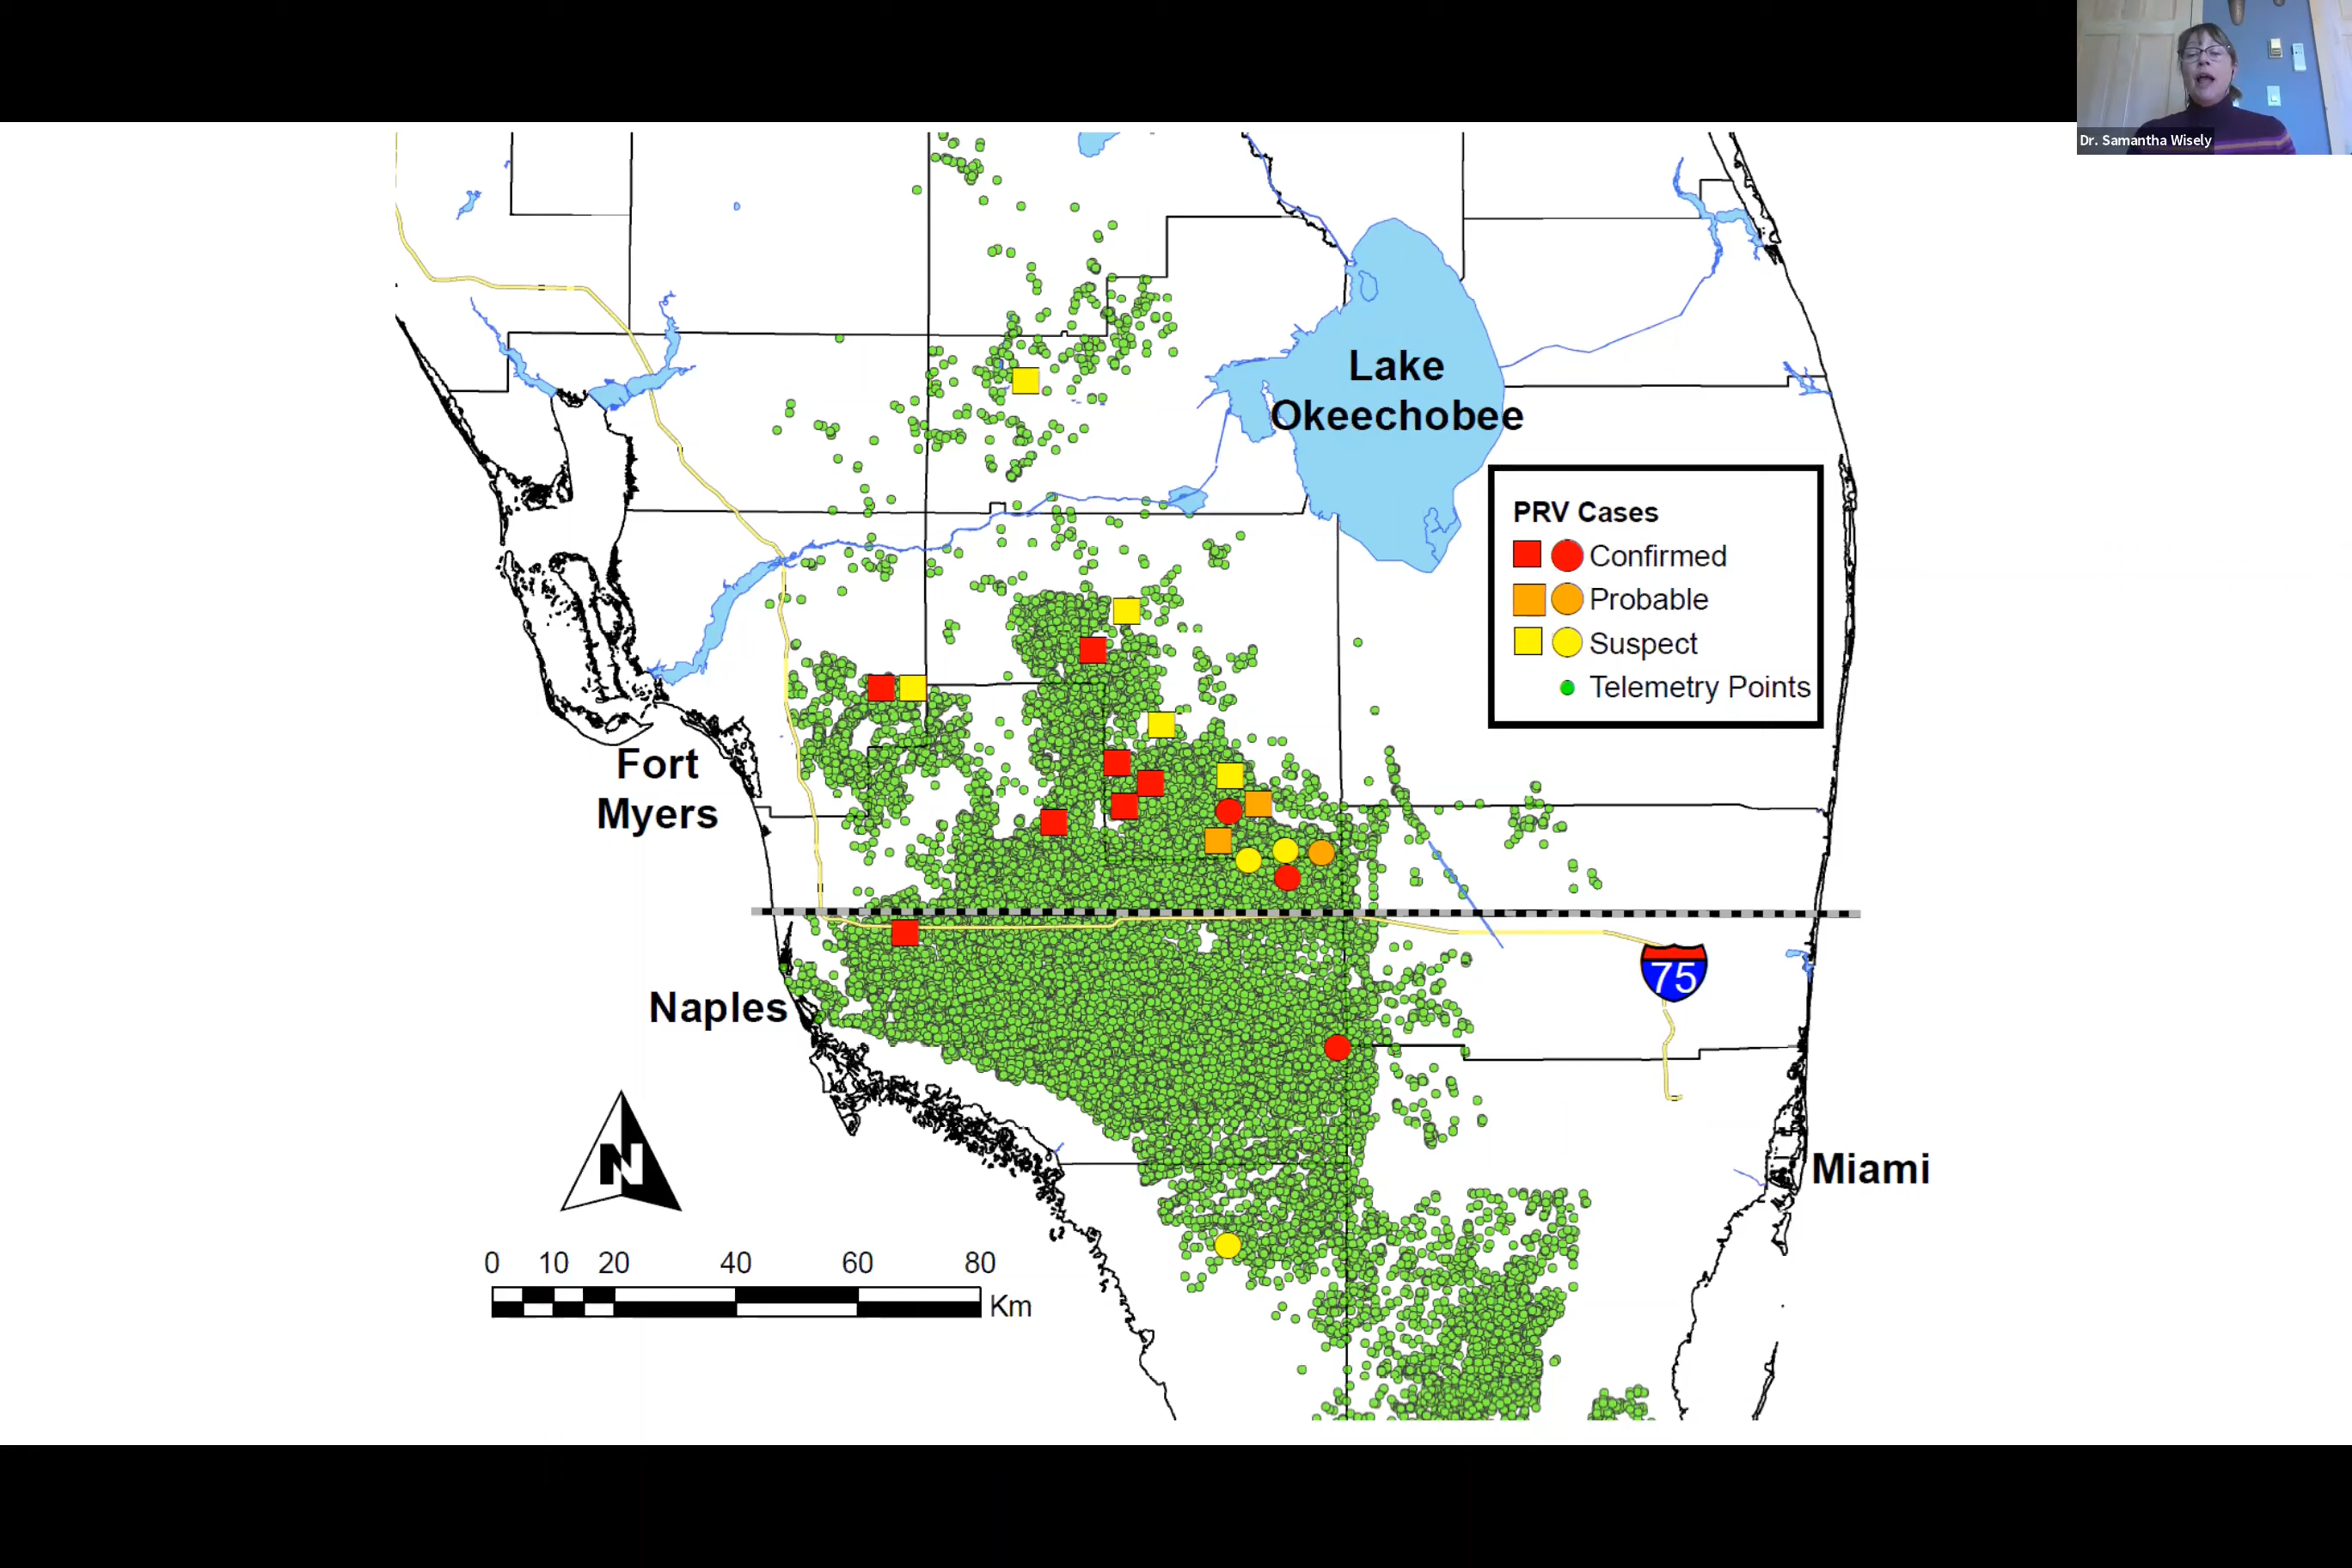 Dr. Samantha Wisely
Lake
Okeechobee
PRV Cases
Confirmed
Probable
Suspect
Telemetry Points
Fort
Myers
75
Naples
N
Miami
0 10 20 40 60 80
Km